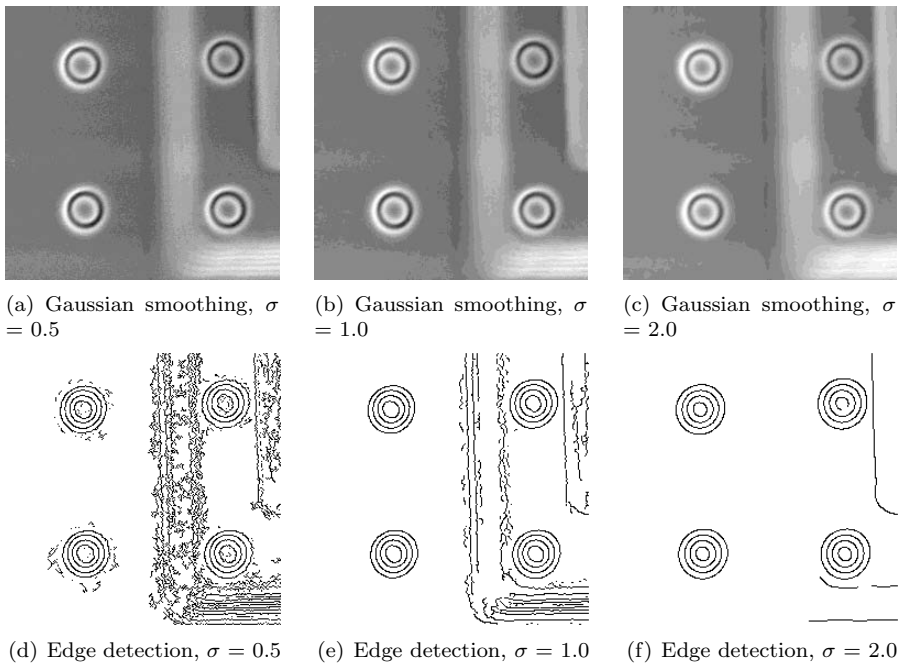 (a) Gaussian smoothing, σ
= 0.5
(b) Gaussian smoothing, σ
= 1.0
(c) Gaussian smoothing, σ
= 2.0
(d) Edge detection, σ = 0.5
(e) Edge detection, σ = 1.0
(f) Edge detection, σ = 2.0